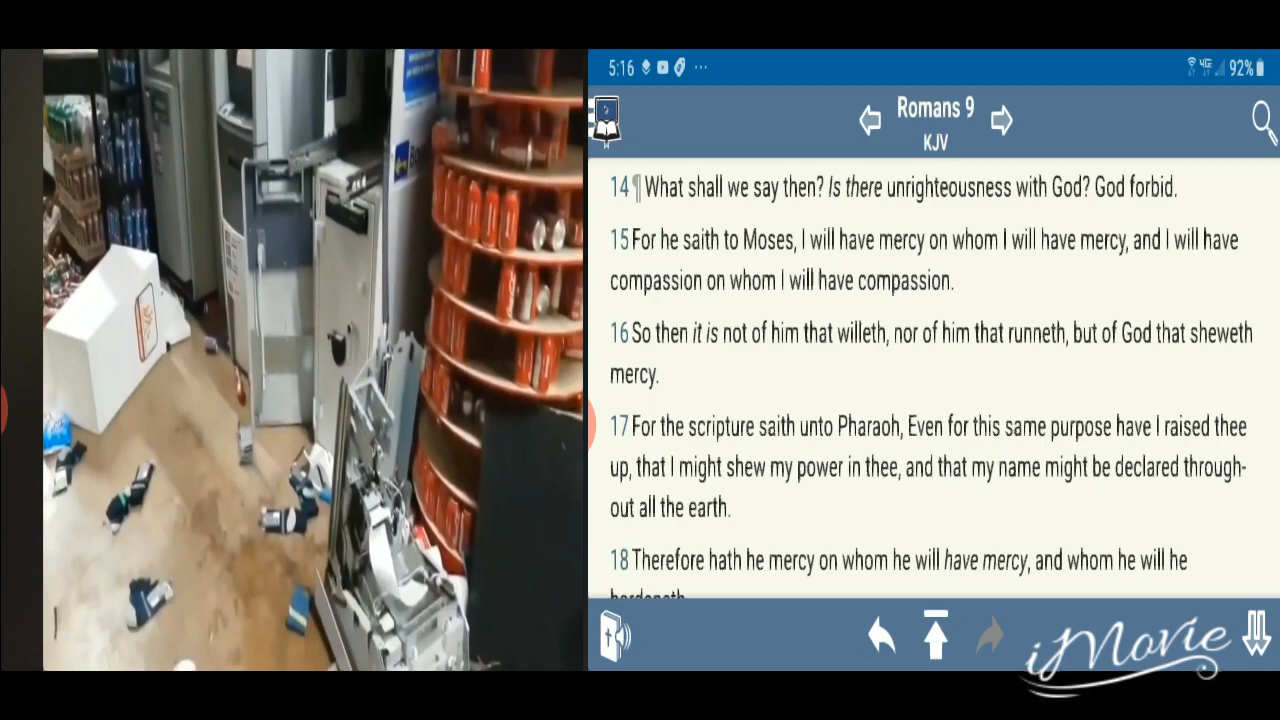 5:16
92%
Romans 9
KJV
14 ¶ What shall we say then? Is there unrighteousness with God? God forbid.
15 For he saith to Moses, I will have mercy on whom I will have mercy, and I will have
compassion on whom I will have compassion.
16 So then it is not of him that willeth, nor of him that runneth, but of God that sheweth
mercy.
17 For the scripture saith unto Pharaoh, Even for this same purpose have I raised thee
up, that I might shew my power in thee, and that my name might be declared through-
out all the earth.
18 Therefore hath he mercy on whom he will have mercy, and whom he will he
hardeneth.
iMovie